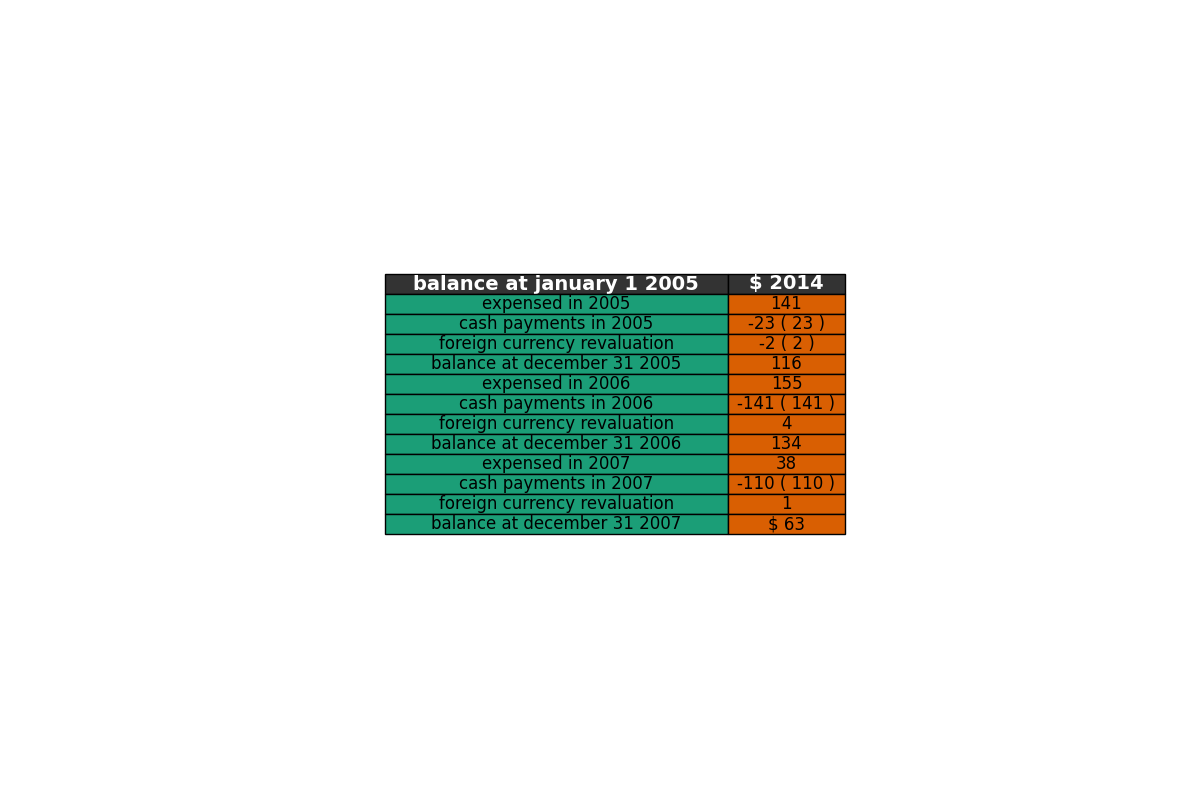 balance at january 1 2005 $ 2014
expensed in 2005 141
cash payments in 2005 -23 ( 23 )
foreign currency revaluation -2 ( 2 )
balance at december 31 2005 116
expensed in 2006 155
cash payments in 2006 -141 ( 141 )
foreign currency revaluation 4
balance at december 31 2006 134
expensed in 2007 38
cash payments in 2007 -110 ( 110 )
foreign currency revaluation 1
balance at december 31 2007 $ 63